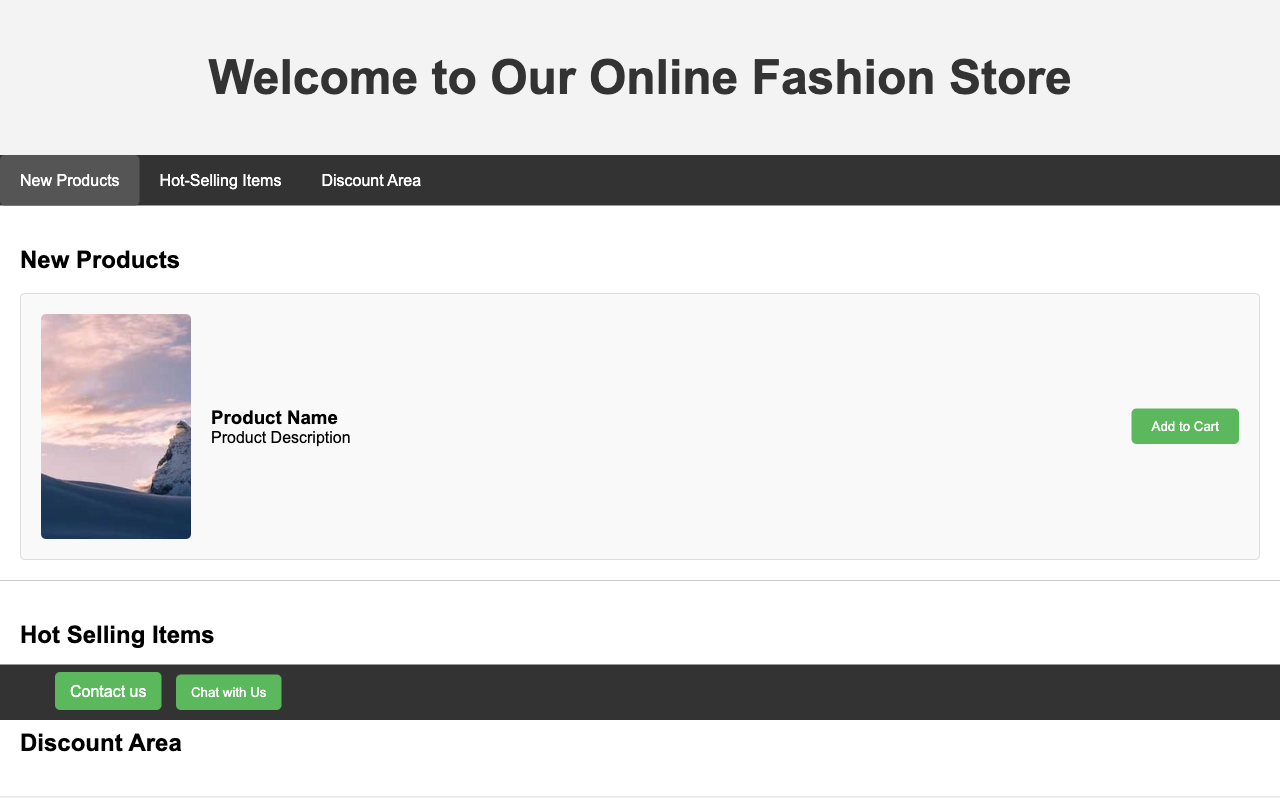 Welcome to Our Online Fashion Store
New Products Hot-Selling Items Discount Area
New Products
Product Name
Product Description
Add to Cart
Hot Selling Items
Contact us Chat with Us
Discount Area